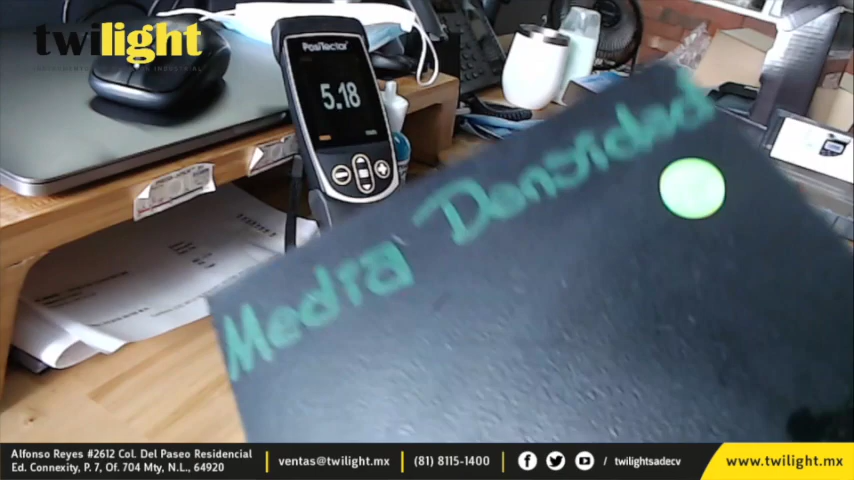 twilight
PosiTector
5.18
Media Densidad
Alfonso Reyes #2612 Col. Del Paseo Residencial
Ed. Connexity, P. 7, Of. 704 Mty, N.L., 64920
ventas@twilight.mx
(81) 8115-1400
/ twilightsadecv
www.twilight.mx